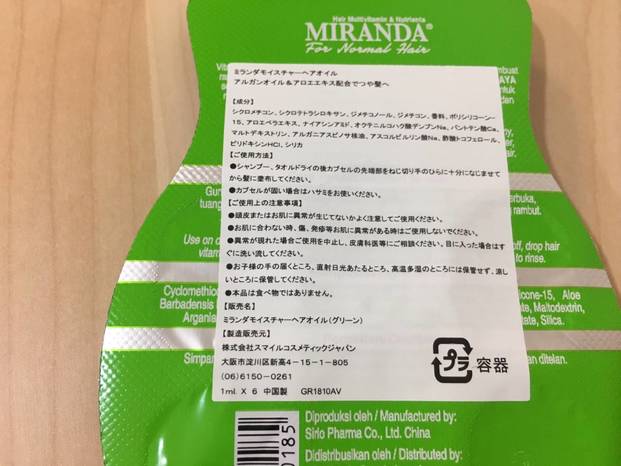 Hair Multivitamin & Nutrients
MIRANDA®
For Normal Hair
ミランダモイスチャーヘアオイル
アルガンオイル&アロエエキス配合でつや髪へ
【成分】
シクロメチコン、シクロテトラシロキサン、ジメチコノール、ジメチコン、香料、ポリシリコーン-
15、アロエベラエキス、ナイアシンアミド、オクテニルコハク酸デンプンNa、パントテン酸Ca、
マルトデキストリン、アルガニアスピノサ核油、アスコルビルリン酸Na、酢酸トコフェロール、
ピリドキシンHCl、シリカ
【ご使用方法】
●シャンプー、タオルドライの後カプセルの先端部をねじ切り手のひらに十分になじませて
から髪に塗布してください。
●カプセルが固い場合はハサミをお使いください。
【ご使用上の注意事項】
●頭皮またはお肌に異常が生じてないかよく注意してご使用ください。
●お肌に合わない時、傷、発疹等お肌に異常がある時はご使用しないでください。
●異常が現れた場合ご使用を中止し、皮膚科医等にご相談ください。目に入った場合はす
ぐに洗い流してください。
●お子様の手の届くところ、直射日光あたるところ、高温多湿のところには保管せず、涼し
いところに保管してください。
●本品は食べ物ではありません。
【販売名】
ミランダモイスチャーヘアオイル(グリーン)
【製造販売元】
株式会社スマイルコスメティックジャパン
大阪市淀川区新高4-15-1-805
(06)6150-0261
1ml X 6 中国製 GR1810AV
プラ 容器
rambut.
Use on
off, drop hair
to rinse.
Cyclomethio
cone-15, Aloe
Barbadensis
Maltodextrin,
Argania
Silica.
Simpan
an ditelan.
0185
Diproduksi oleh / Manufactured by:
Sirio Pharma Co., Ltd. China
Didistribusikan oleh / Distributed by: